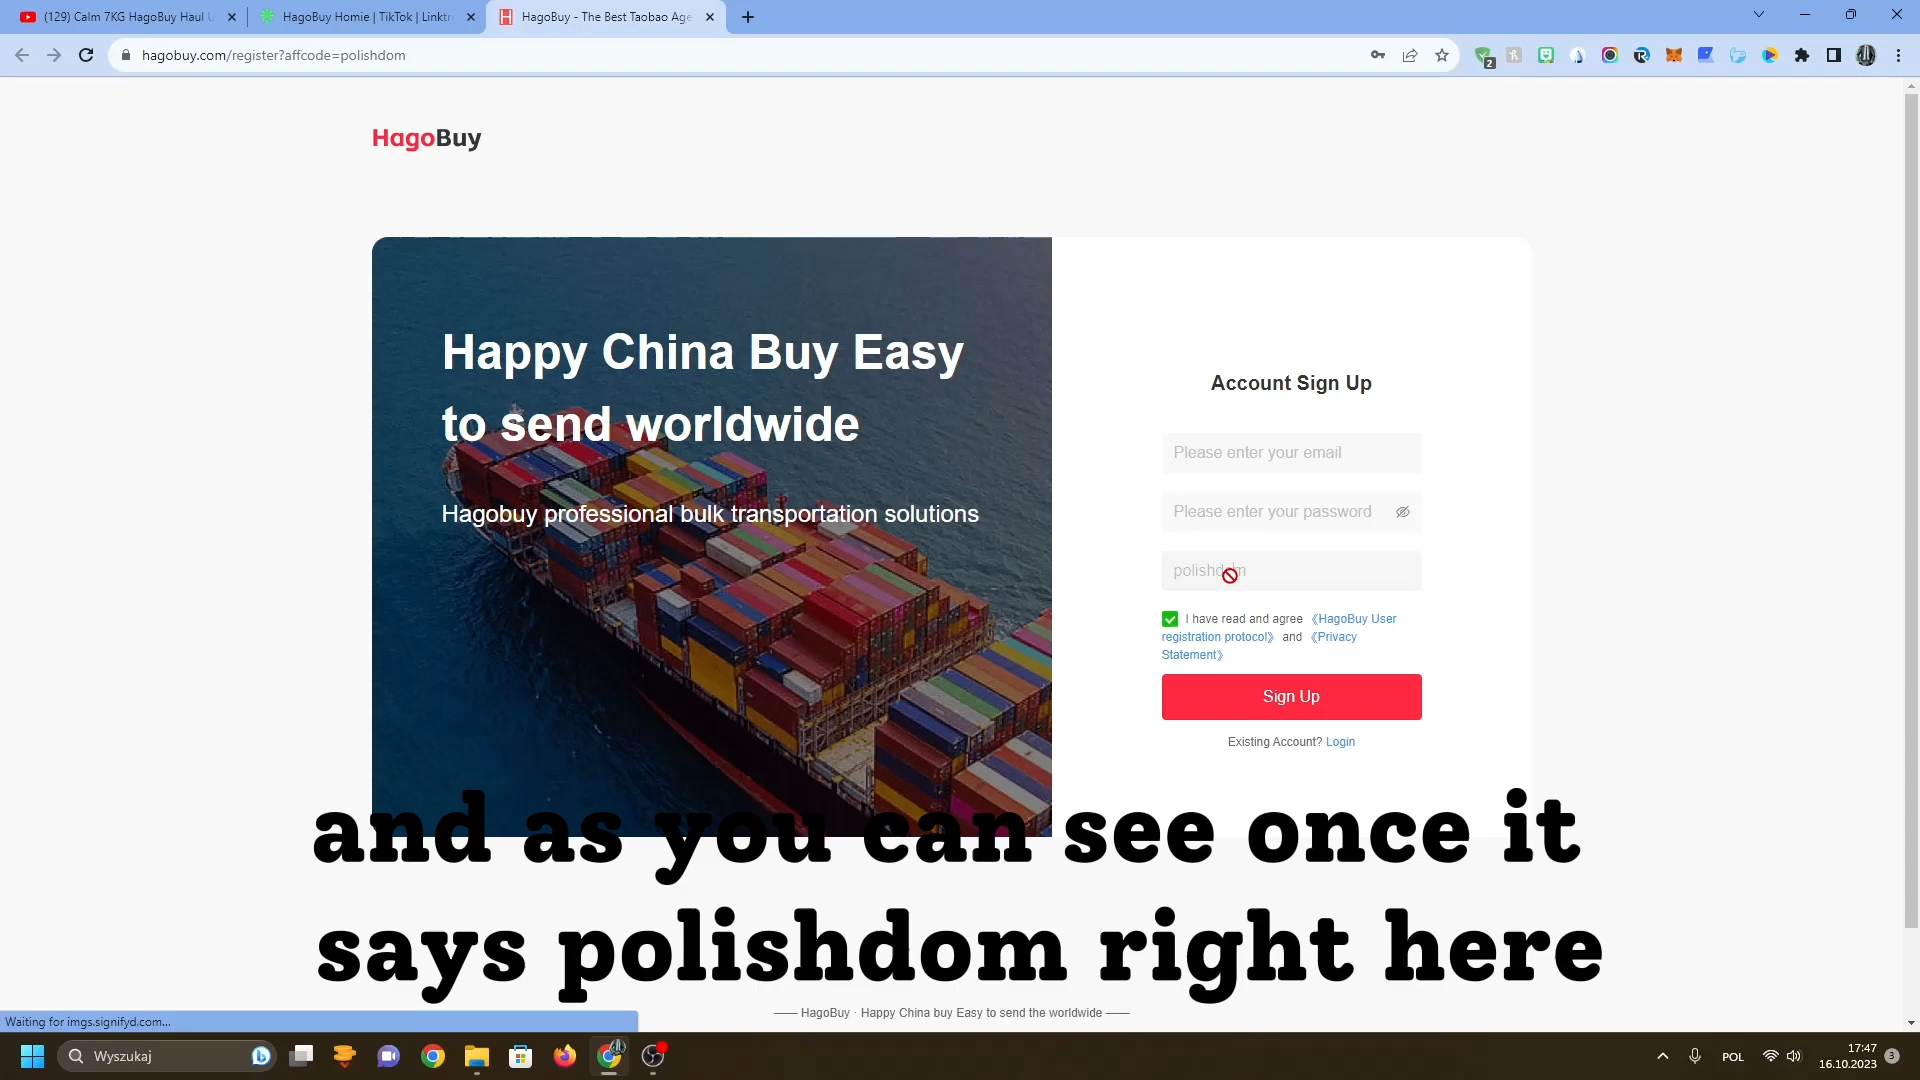 (129) Calm 7KG HagoBuy Haul
HagoBuy Homie | TikTok | Linktr
HagoBuy - The Best Taobao Age
hagobuy.com/register?affcode=polishdom
2
HagoBuy
Happy China Buy Easy
to send worldwide
Hagobuy professional bulk transportation solutions
Account Sign Up
Please enter your email
Please enter your password
polishdom
I have read and agree 《HagoBuy User
registration protocol》 and 《Privacy
Statement》
Sign Up
Existing Account? Login
and as you can see once it
says polishdom right here
HagoBuy · Happy China buy Easy to send the worldwide
Waiting for imgs.signifyd.com...
Wyszukaj
POL
17:47
16.10.2023
3